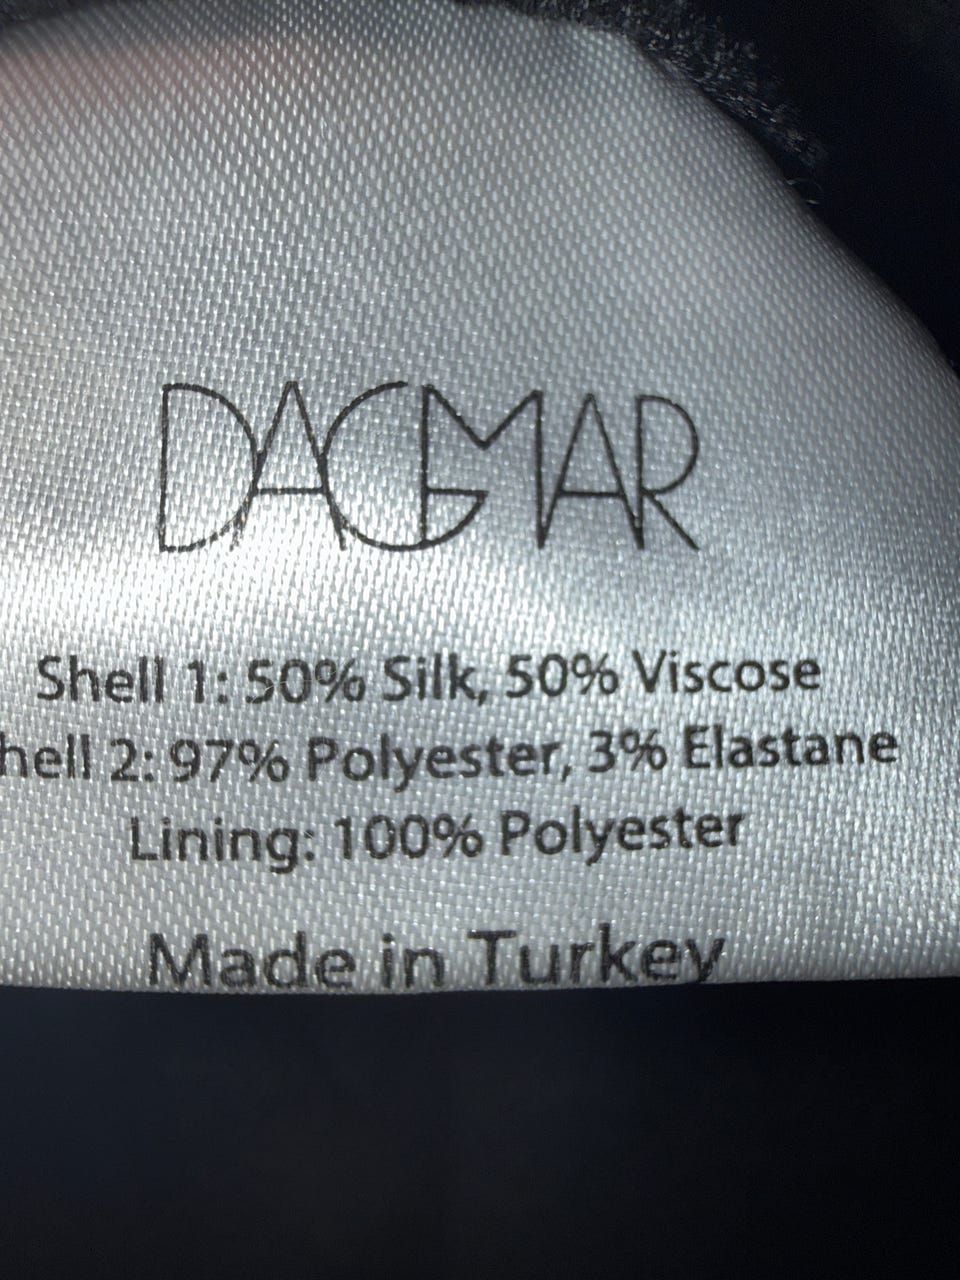 DAGMAR
Shell 1: 50% Silk, 50% Viscose
hell 2: 97% Polyester, 3% Elastane
Lining: 100% Polyester
Made in Turkey